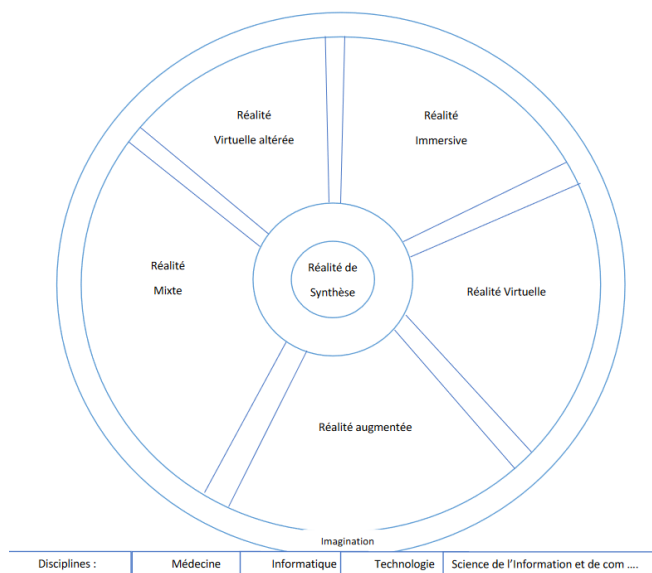 Réalité
Virtuelle altérée
Réalité
Immersive
Réalité
Mixte
Réalité de
Synthèse
Réalité Virtuelle
Réalité augmentée
Imagination
Disciplines : Médecine Informatique Technologie Science de l’Information et de com ....